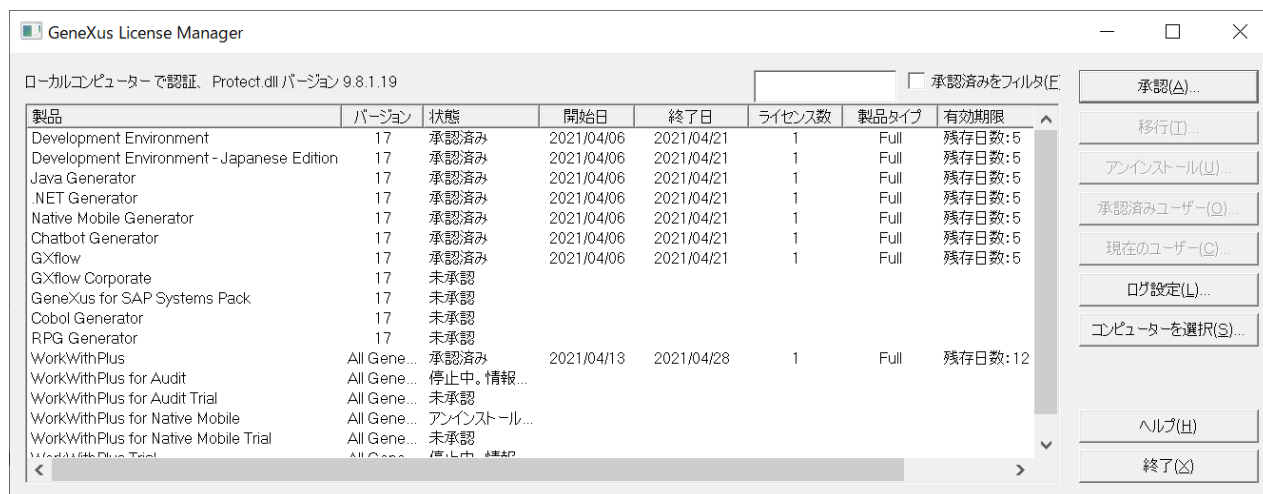 GeneXus License Manager
ローカルコンピューター で認証、 Protect.dll バージョン 9.8.1.19
承認済みをフィルタ(F
製品 バージョン 状態 開始日 終了日 ライセンス数 製品タイプ 有効期限
Development Environment 17 承認済み 2021/04/06 2021/04/21 1 Full 残存日数:5
Development Environment - Japanese Edition 17 承認済み 2021/04/06 2021/04/21 1 Full 残存日数:5
Java Generator 17 承認済み 2021/04/06 2021/04/21 1 Full 残存日数:5
.NET Generator 17 承認済み 2021/04/06 2021/04/21 1 Full 残存日数:5
Native Mobile Generator 17 承認済み 2021/04/06 2021/04/21 1 Full 残存日数:5
Chatbot Generator 17 承認済み 2021/04/06 2021/04/21 1 Full 残存日数:5
GXflow 17 承認済み 2021/04/06 2021/04/21 1 Full 残存日数:5
GXflow Corporate 17 未承認
GeneXus for SAP Systems Pack 17 未承認
Cobol Generator 17 未承認
RPG Generator 17 未承認
WorkWithPlus All Gene... 承認済み 2021/04/13 2021/04/28 1 Full 残存日数:12
WorkWithPlus for Audit All Gene... 停止中。情報...
WorkWithPlus for Audit Trial All Gene... 未承認
WorkWithPlus for Native Mobile All Gene... アンインストール...
WorkWithPlus for Native Mobile Trial All Gene... 未承認
WorkWithPlus Trial All Gene... 停止中。情報...
承認(A)...
移行(T)...
アンインストール(U)...
承認済みユーザー(O)...
現在のユーザー(C)...
ログ設定(L)...
コンピューターを選択(S)...
ヘルプ(H)
終了(X)